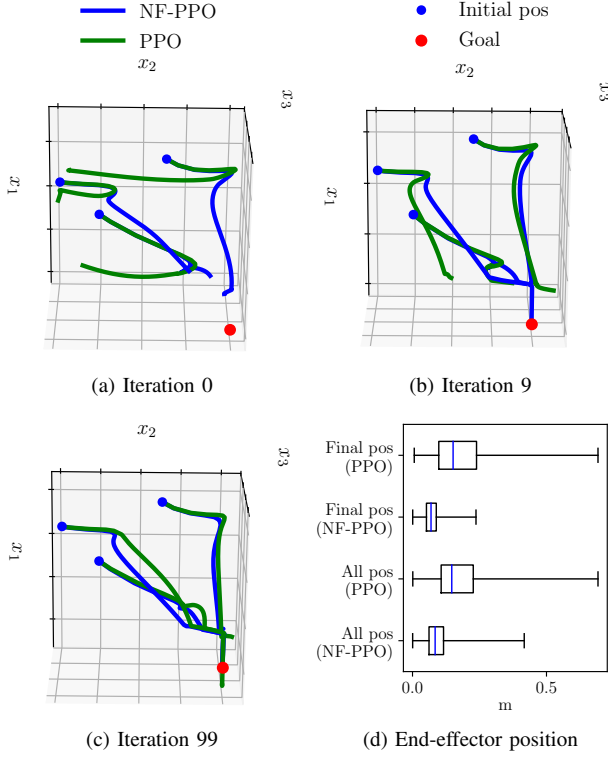 NF-PPO
PPO
Initial pos
Goal
x2
x3
x1
x2
x3
x1
(a) Iteration 0
(b) Iteration 9
x2
x3
x1
(c) Iteration 99
Final pos
(PPO)
Final pos
(NF-PPO)
All pos
(PPO)
All pos
(NF-PPO)
0.0 0.5
m
(d) End-effector position